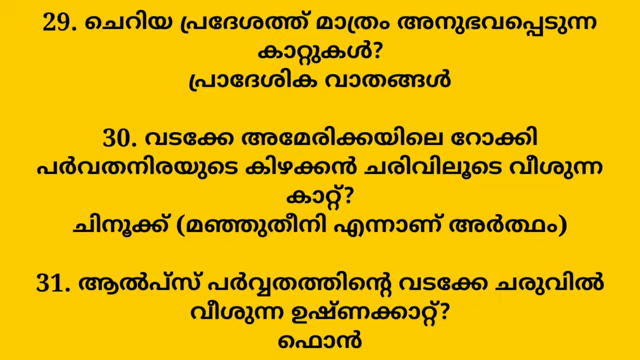 29. ചെറിയ പ്രദേശത്ത് മാത്രം അനുഭവപ്പെടുന്ന
കാറ്റുകൾ?
പ്രാദേശിക വാതങ്ങൾ
30. വടക്കേ അമേരിക്കയിലെ റോക്കി
പർവതനിരയുടെ കിഴക്കൻ ചരിവിലൂടെ വീശുന്ന
കാറ്റ്?
ചിനൂക്ക് (മഞ്ഞുതീനി എന്നാണ് അർത്ഥം)
31. ആൽപ്സ് പർവ്വതത്തിന്റെ വടക്കേ ചരുവിൽ
വീശുന്ന ഉഷ്ണക്കാറ്റ്?
ഫൊൻ